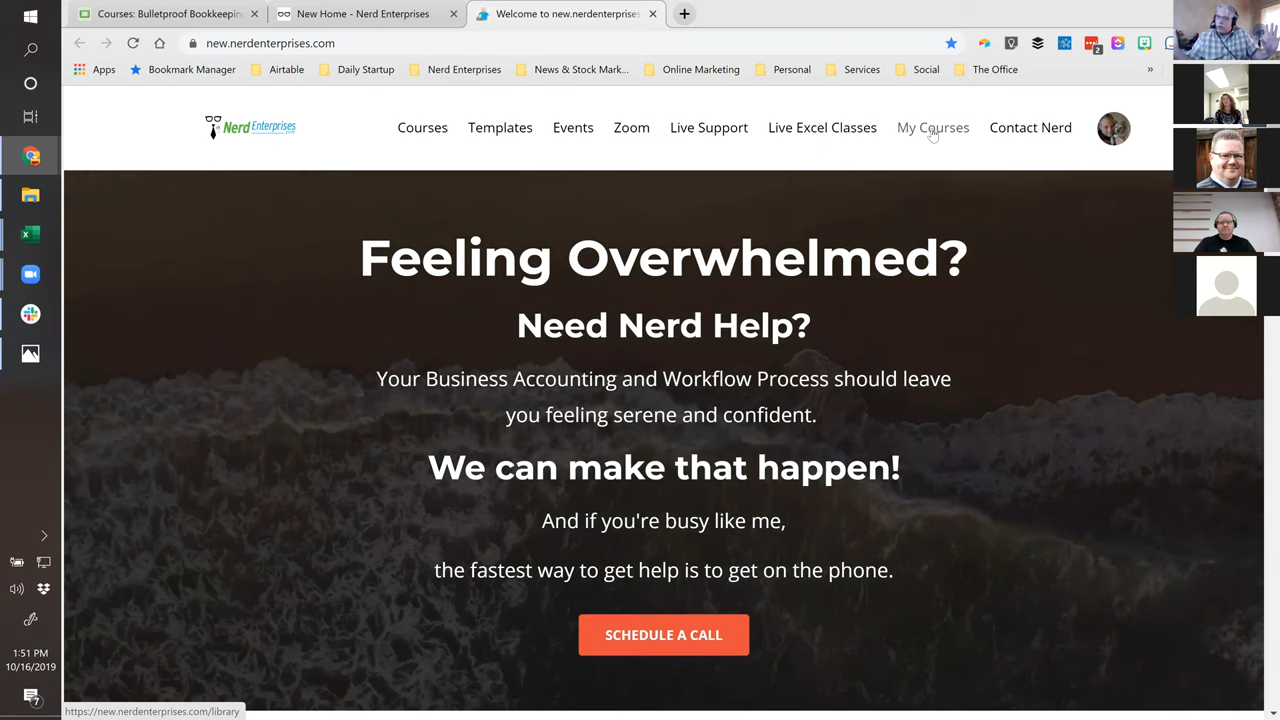 Courses: Bulletproof Bookkeepin
New Home - Nerd Enterprises
Welcome to new.nerdenterprises
new.nerdenterprises.com
2
Apps
Bookmark Manager
Airtable
Daily Startup
Nerd Enterprises
News & Stock Mark...
Online Marketing
Personal
Services
Social
The Office
»
NerdEnterprises
.com
Courses
Templates
Events
Zoom
Live Support
Live Excel Classes
My Courses
Contact Nerd
Feeling Overwhelmed?
Need Nerd Help?
Your Business Accounting and Workflow Process should leave
you feeling serene and confident.
We can make that happen!
And if you're busy like me,
the fastest way to get help is to get on the phone.
SCHEDULE A CALL
1:51 PM
10/16/2019
7
https://new.nerdenterprises.com/library